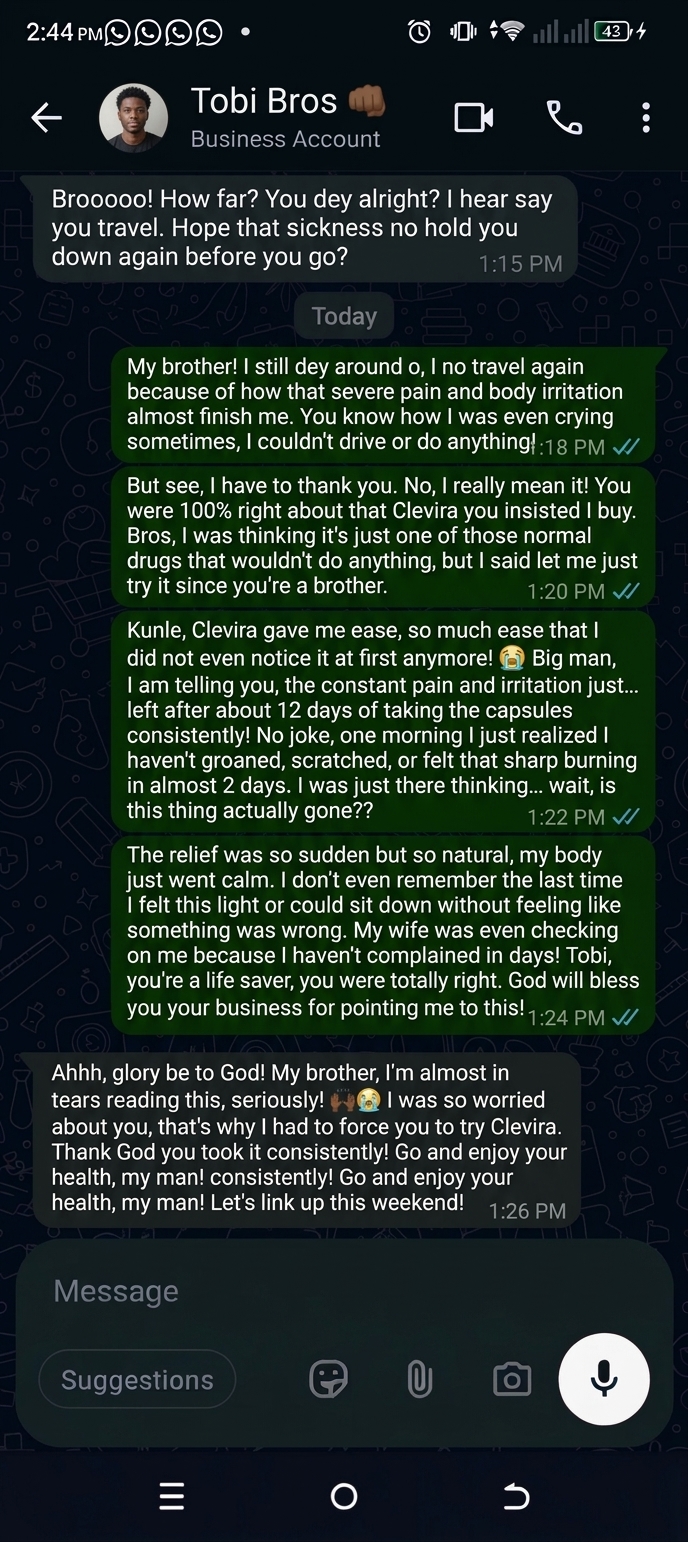 2:44 PM
43
Tobi Bros 👊🏾
Business Account
Brooooo! How far? You dey alright? I hear say
you travel. Hope that sickness no hold you
down again before you go?
1:15 PM
Today
My brother! I still dey around o, I no travel again
because of how that severe pain and body irritation
almost finish me. You know how I was even crying
sometimes, I couldn't drive or do anything!
1:18 PM
But see, I have to thank you. No, I really mean it! You
were 100% right about that Clevira you insisted I buy.
Bros, I was thinking it's just one of those normal
drugs that wouldn't do anything, but I said let me just
try it since you're a brother.
1:20 PM
Kunle, Clevira gave me ease, so much ease that I
did not even notice it at first anymore! 😭 Big man,
I am telling you, the constant pain and irritation just...
left after about 12 days of taking the capsules
consistently! No joke, one morning I just realized I
haven't groaned, scratched, or felt that sharp burning
in almost 2 days. I was just there thinking... wait, is
this thing actually gone??
1:22 PM
The relief was so sudden but so natural, my body
just went calm. I don't even remember the last time
I felt this light or could sit down without feeling like
something was wrong. My wife was even checking
on me because I haven't complained in days! Tobi,
you're a life saver, you were totally right. God will bless
you your business for pointing me to this!
1:24 PM
Ahhh, glory be to God! My brother, I'm almost in
tears reading this, seriously! 🙌🏾😭 I was so worried
about you, that's why I had to force you to try Clevira.
Thank God you took it consistently! Go and enjoy your
health, my man! consistently! Go and enjoy your
health, my man! Let's link up this weekend!
1:26 PM
Message
Suggestions